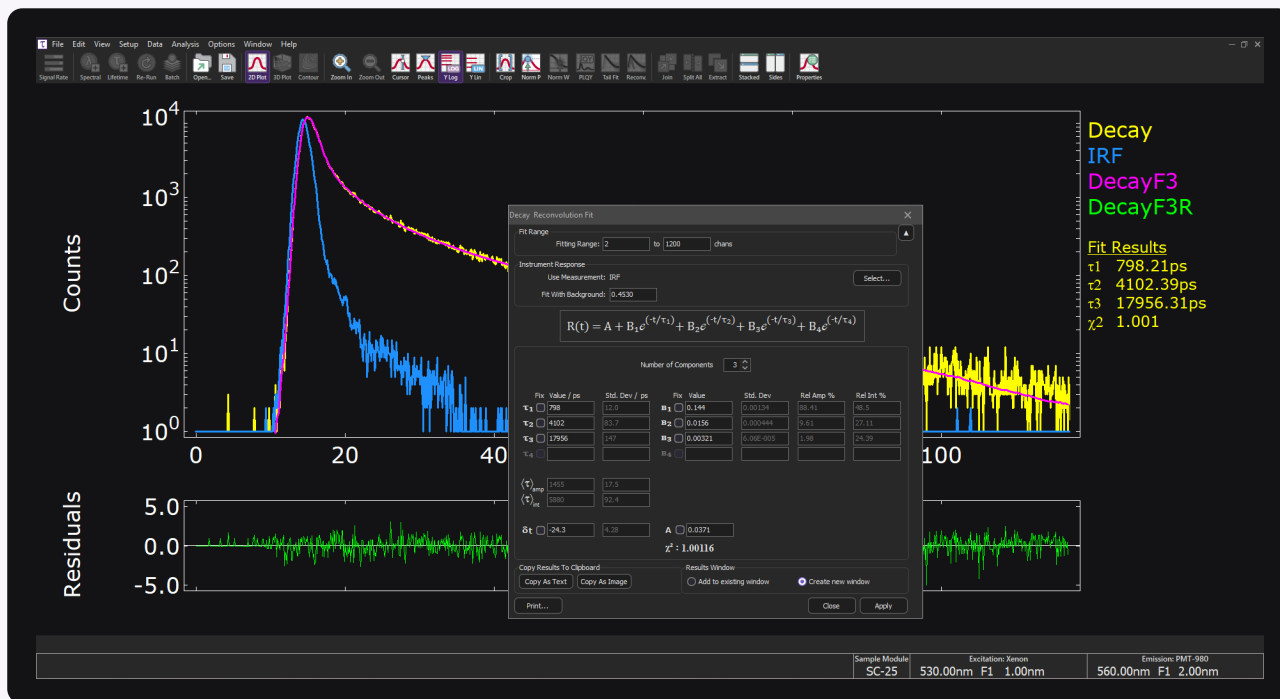 File Edit View Setup Data Analysis Options Window Help
Signal Rate Spectral Lifetime Re-Run Batch Open... Save 2D Plot 3D Plot Contour Zoom In Zoom Out Cursor Peaks Y Log Y Lin Crop Norm P Norm W PLQY Tail Fit Reconv. Join Split All Extract Stacked Sides Properties
Counts
10⁴
10³
10²
10¹
10⁰
0 20 40 100
Decay
IRF
DecayF3
DecayF3R
Fit Results
τ1 798.21ps
τ2 4102.39ps
τ3 17956.31ps
χ2 1.001
Residuals
5.0
0.0
-5.0
Decay Reconvolution Fit
Fit Range
Fitting Range: 2 to 1200 chans
Instrument Response
Use Measurement: IRF
Select...
Fit With Background: 0.4530
R(t) = A + B₁e^(-t/τ₁) + B₂e^(-t/τ₂) + B₃e^(-t/τ₃) + B₄e^(-t/τ₄)
Number of Components 3
Fix Value / ps Std. Dev / ps Fix Value Std. Dev Rel Amp % Rel Int %
τ₁ 798 12.0 B₁ 0.144 0.00134 88.41 48.5
τ₂ 4102 83.7 B₂ 0.0156 0.000444 9.61 27.11
τ₃ 17956 147 B₃ 0.00321 6.06E-005 1.98 24.39
τ₄ B₄
⟨τ⟩amp 1455 17.5
⟨τ⟩int 5880 92.4
δt -24.3 4.28 A 0.0371
χ² : 1.00116
Copy Results To Clipboard
Copy As Text Copy As Image
Results Window
Add to existing window Create new window
Print... Close Apply
Sample Module Excitation: Xenon Emission: PMT-980
SC-25 530.00nm F1 1.00nm 560.00nm F1 2.00nm